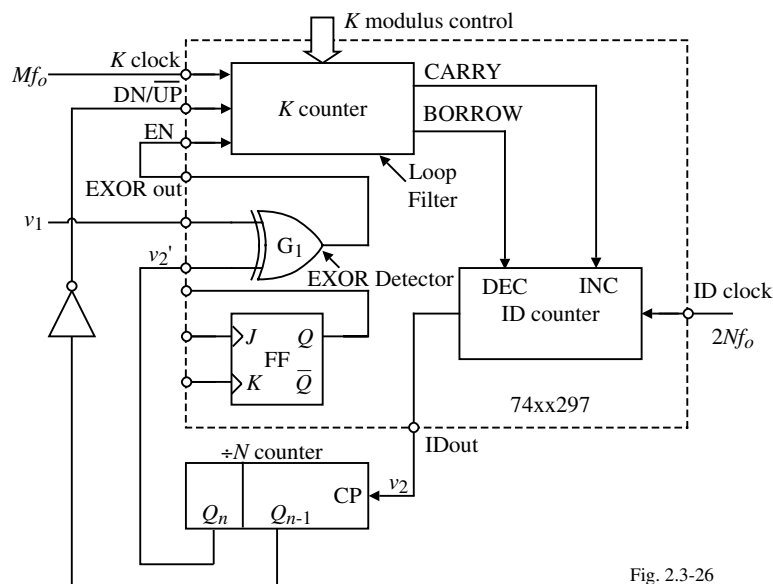 K modulus control
K clock
Mfo
CARRY
DN/UP
K counter
BORROW
EN
EXOR out
Loop
Filter
v1
G1
v2'
EXOR Detector
DEC
INC
ID clock
ID counter
2Nfo
J
Q
FF
K
Q
74xx297
IDout
÷N counter
v2
CP
Qn
Qn-1
Fig. 2.3-26